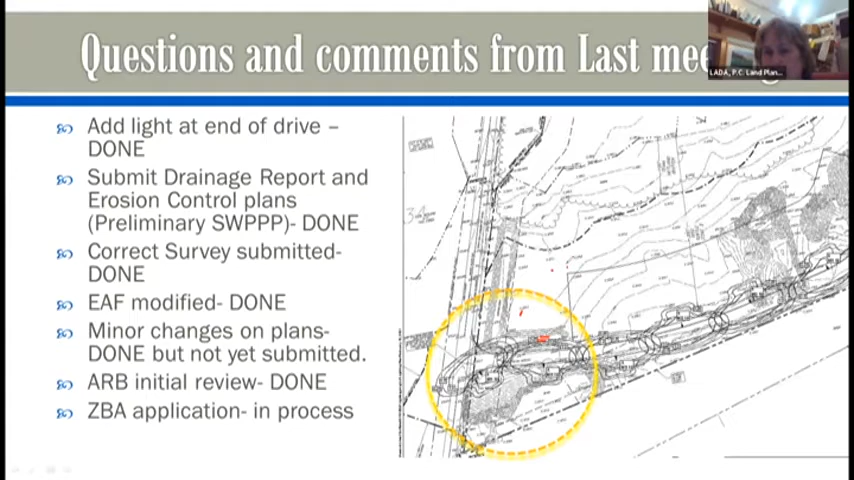 Questions and comments from Last mee
LADA, P.C. Land Plan...
Add light at end of drive –
DONE
Submit Drainage Report and
Erosion Control plans
(Preliminary SWPPP)- DONE
Correct Survey submitted-
DONE
EAF modified- DONE
Minor changes on plans-
DONE but not yet submitted.
ARB initial review- DONE
ZBA application- in process
34